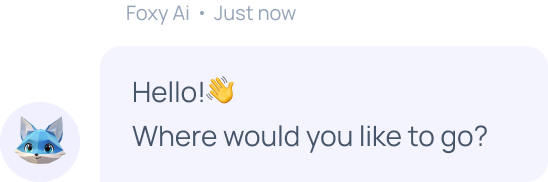 Foxy Ai • Just now
Hello!👋
Where would you like to go?